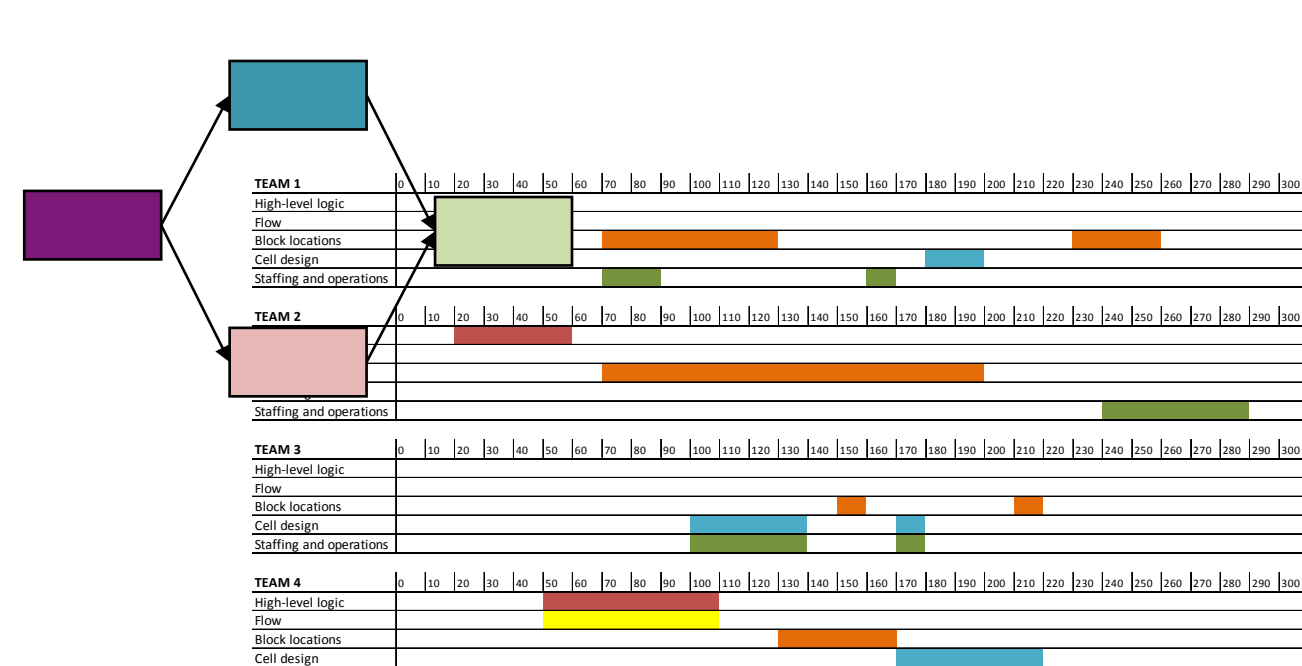 TEAM 1 0 10 20 30 40 50 60 70 80 90 100 110 120 130 140 150 160 170 180 190 200 210 220 230 240 250 260 270 280 290 300
High-level logic
Flow
Block locations
Cell design
Staffing and operations
TEAM 2 0 10 20 30 40 50 60 70 80 90 100 110 120 130 140 150 160 170 180 190 200 210 220 230 240 250 260 270 280 290 300
Staffing and operations
TEAM 3 0 10 20 30 40 50 60 70 80 90 100 110 120 130 140 150 160 170 180 190 200 210 220 230 240 250 260 270 280 290 300
High-level logic
Flow
Block locations
Cell design
Staffing and operations
TEAM 4 0 10 20 30 40 50 60 70 80 90 100 110 120 130 140 150 160 170 180 190 200 210 220 230 240 250 260 270 280 290 300
High-level logic
Flow
Block locations
Cell design